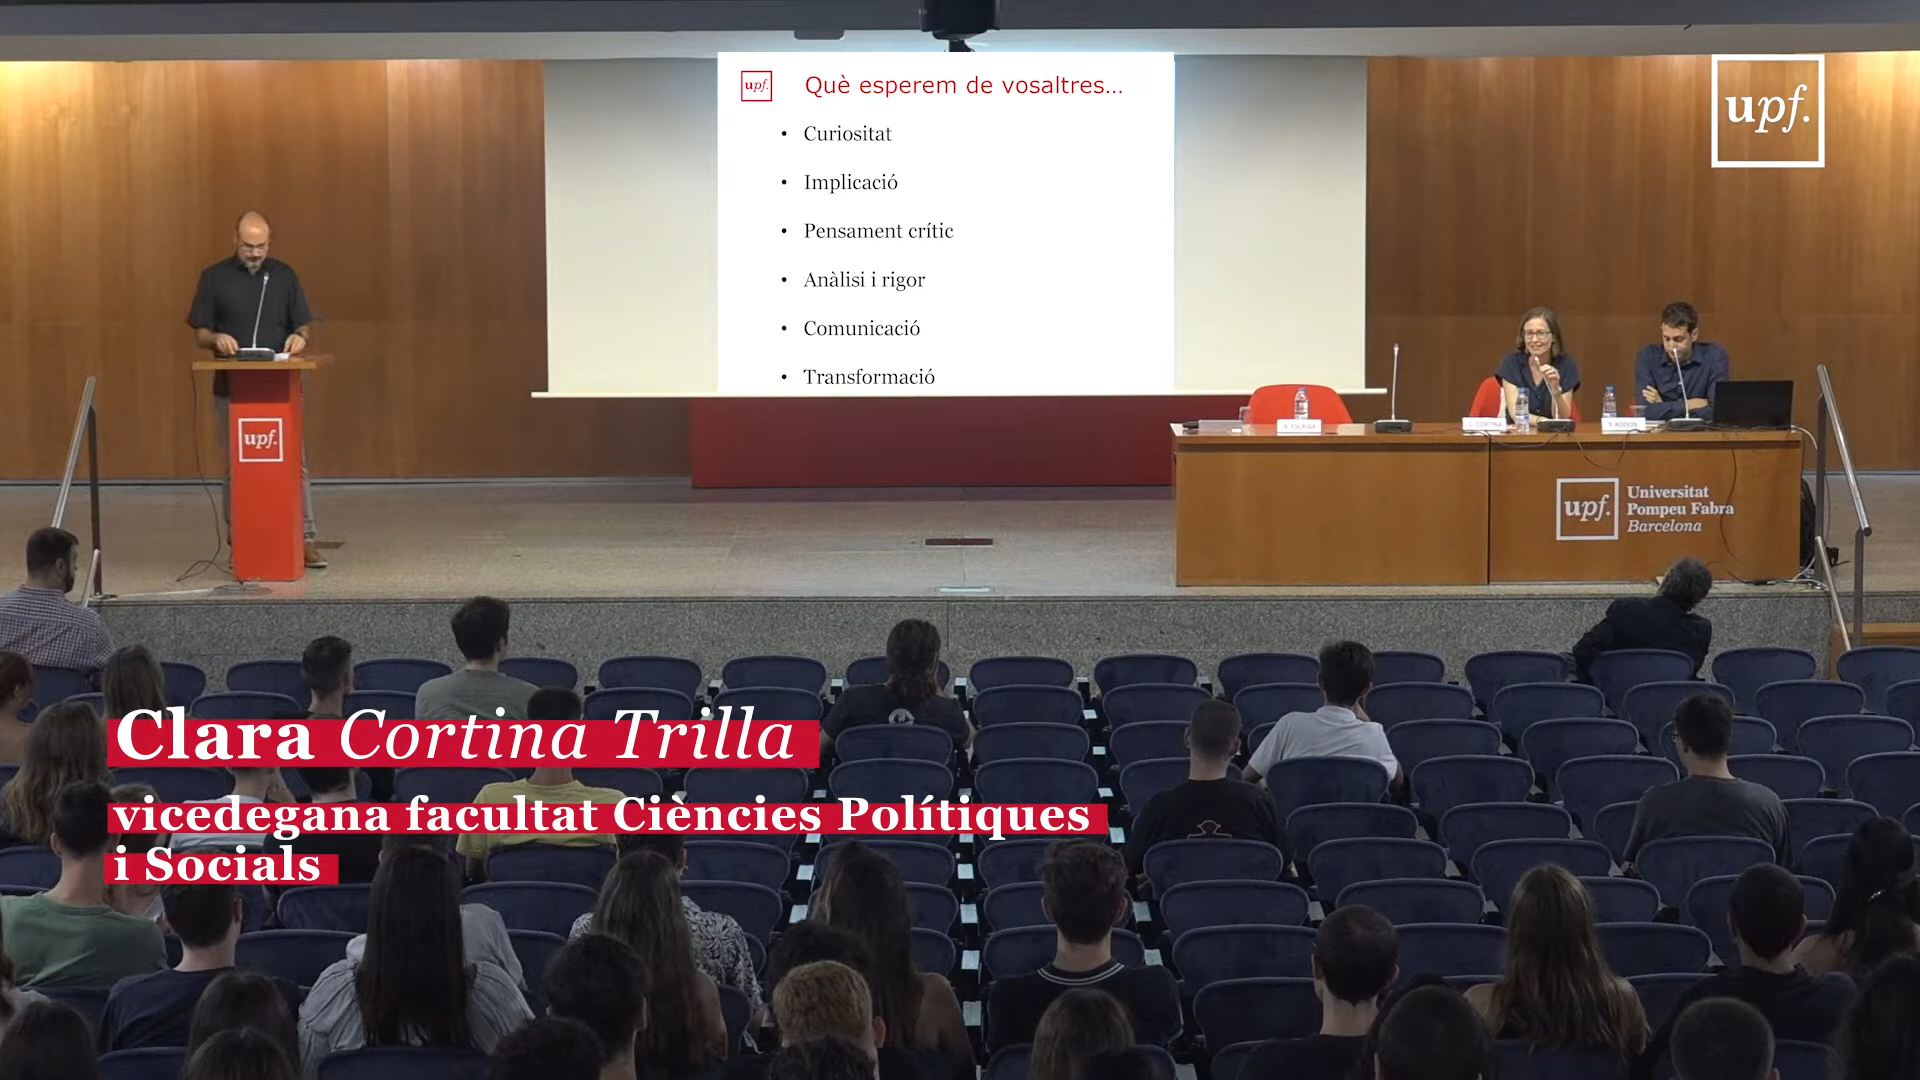 upf.
Què esperem de vosaltres...
• Curiositat
• Implicació
• Pensament crític
• Anàlisi i rigor
• Comunicació
• Transformació
upf.
upf.
C. CORTINA
upf.
Universitat
Pompeu Fabra
Barcelona
Clara Cortina Trilla
vicedegana facultat Ciències Polítiques
i Socials